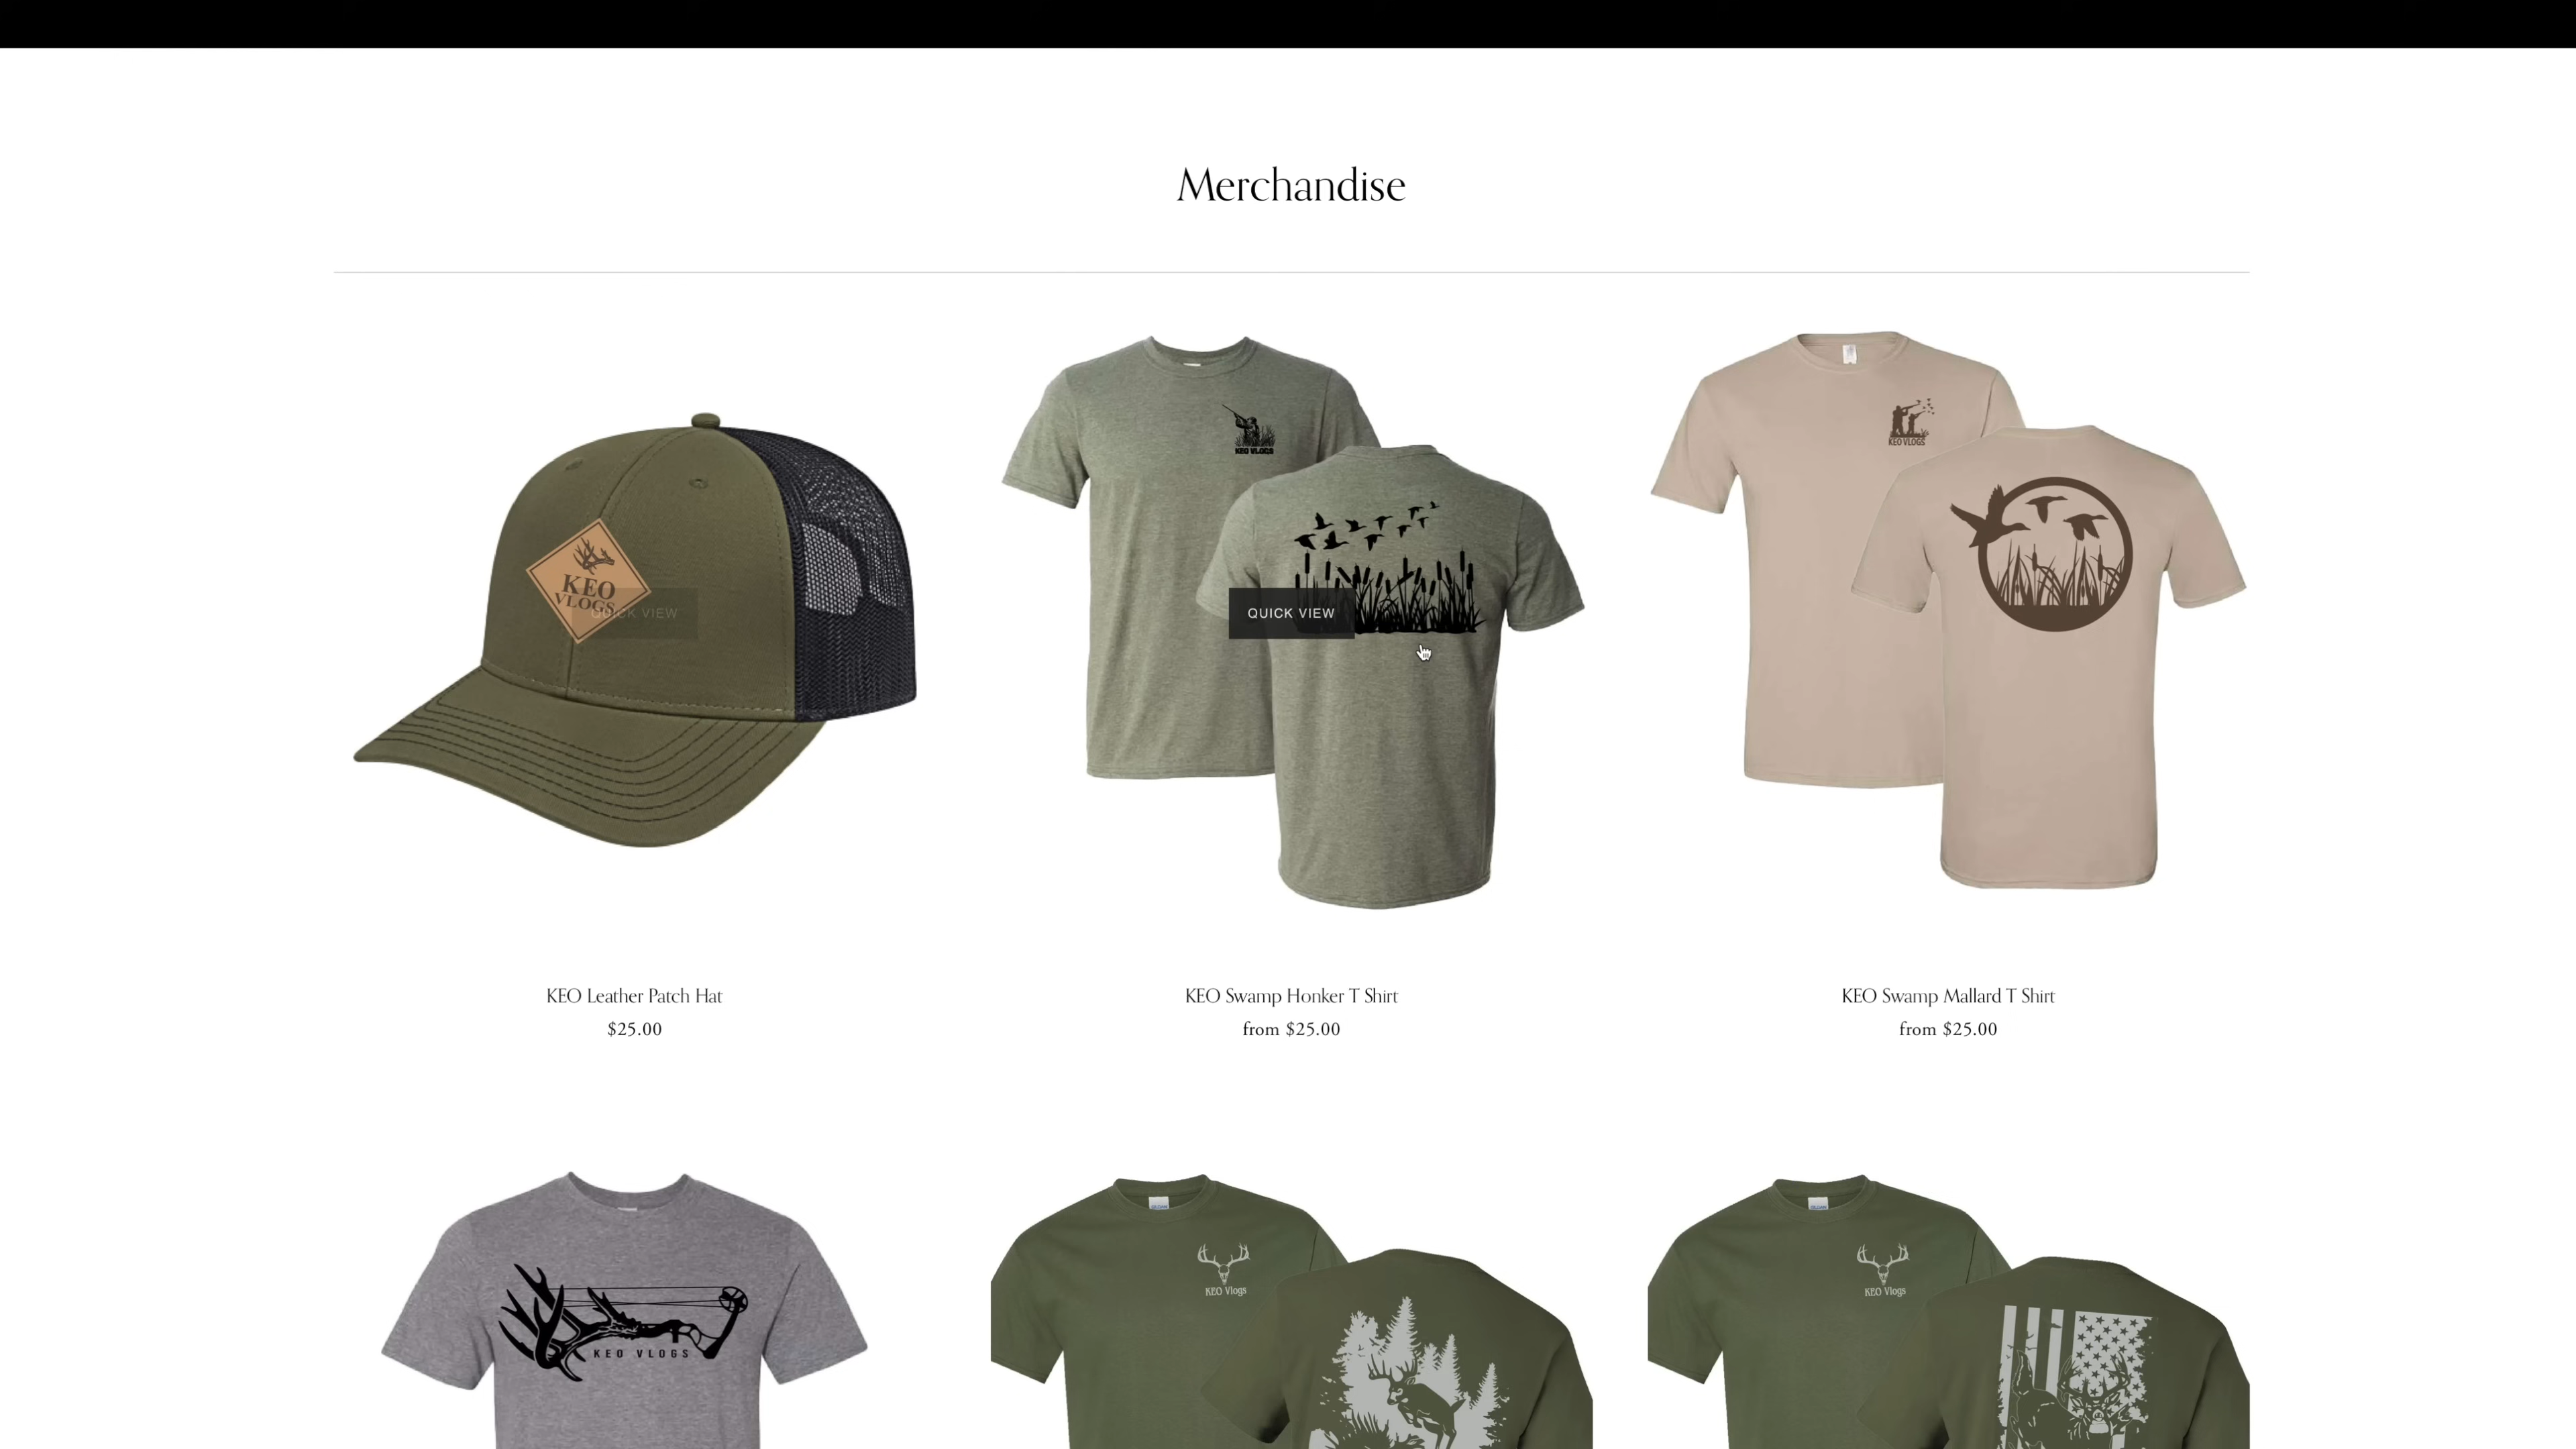 Merchandise
KEO VLOGS
KEO VLOGS
KEO
VLOGS
QUICK VIEW
QUICK VIEW
KEO Leather Patch Hat
KEO Swamp Honker T Shirt
KEO Swamp Mallard T Shirt
$25.00
from $25.00
from $25.00
KEO Vlogs
KEO Vlogs
KEO VLOGS